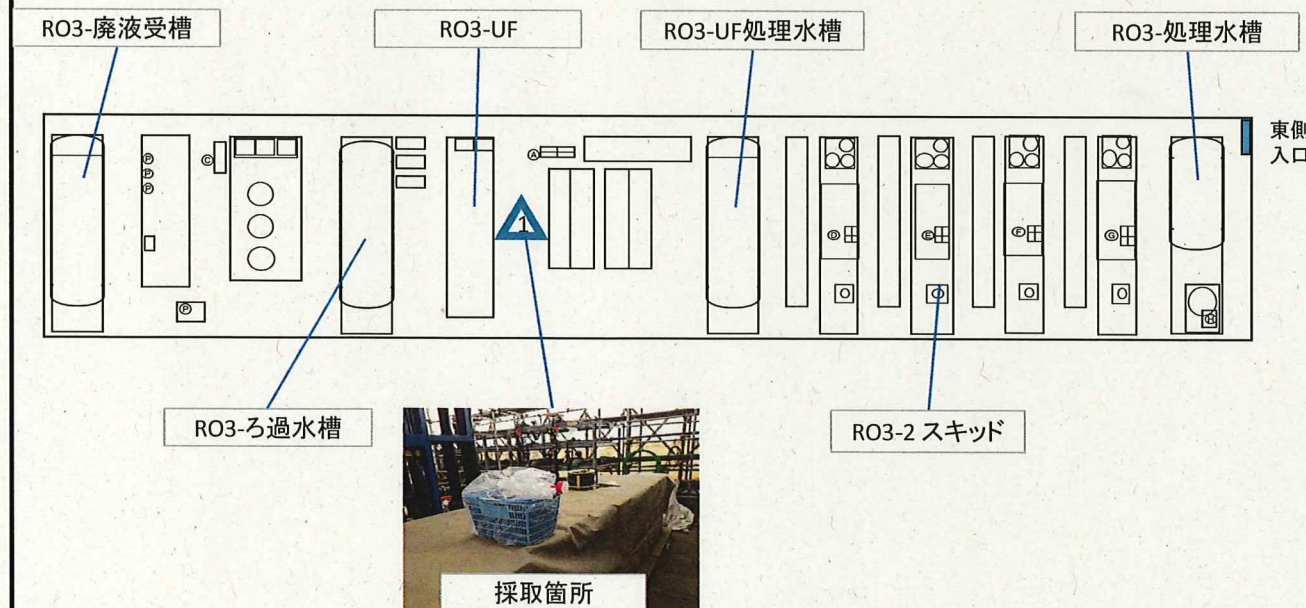 RO3-廃液受槽
RO3-UF
RO3-UF処理水槽
RO3-処理水槽
東側
入口
Ⓟ
Ⓟ
Ⓟ
Ⓒ
Ⓐ
1
Ⓓ
Ⓔ
Ⓕ
Ⓖ
Ⓟ
RO3-ろ過水槽
RO3-2 スキッド
採取箇所